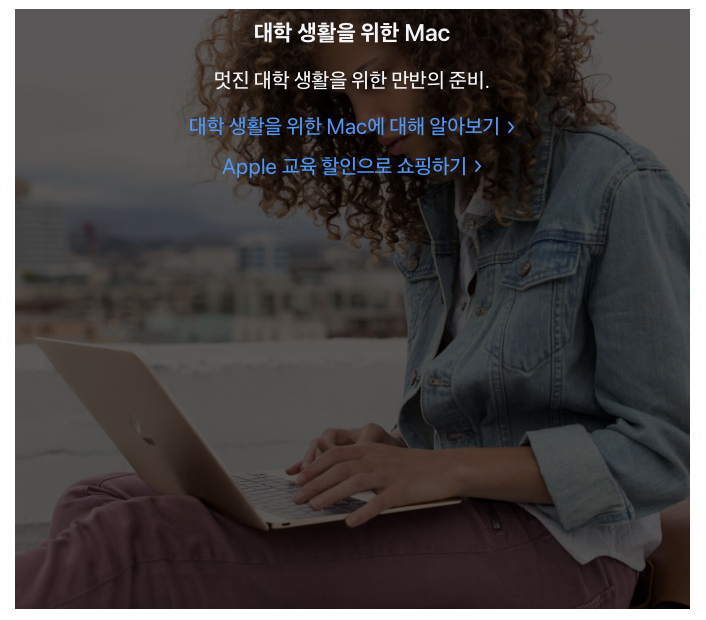 대학 생활을 위한 Mac
멋진 대학 생활을 위한 만반의 준비.
대학 생활을 위한 Mac에 대해 알아보기 >
Apple 교육 할인으로 쇼핑하기 >